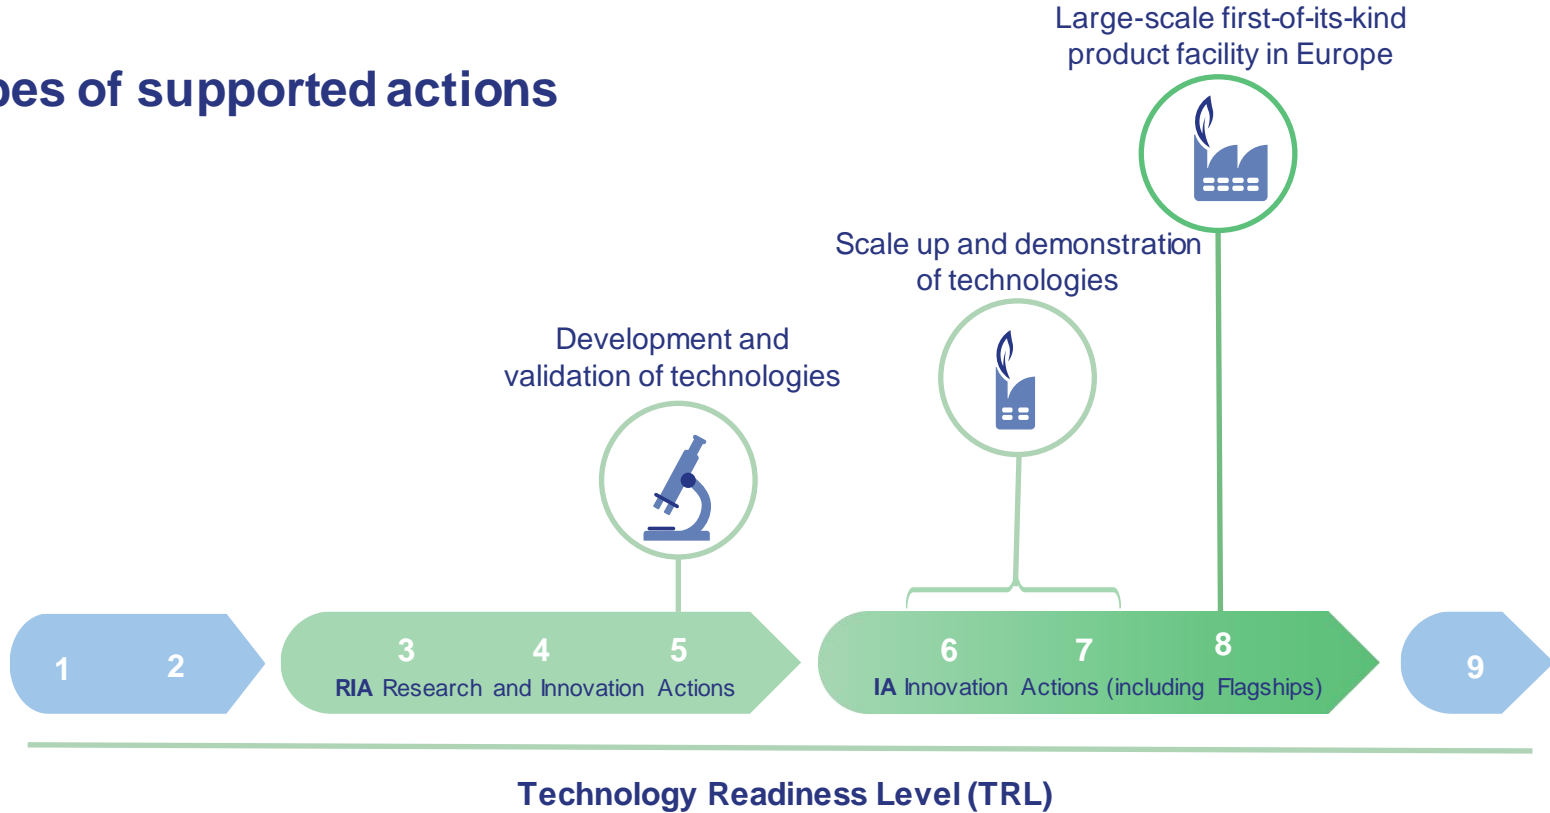 Large-scale first-of-its-kind
product facility in Europe
pes of supported actions
Scale up and demonstration
of technologies
Development and
validation of technologies
1 2 3 4 5 6 7 8 9
RIA Research and Innovation Actions
IA Innovation Actions (including Flagships)
Technology Readiness Level (TRL)